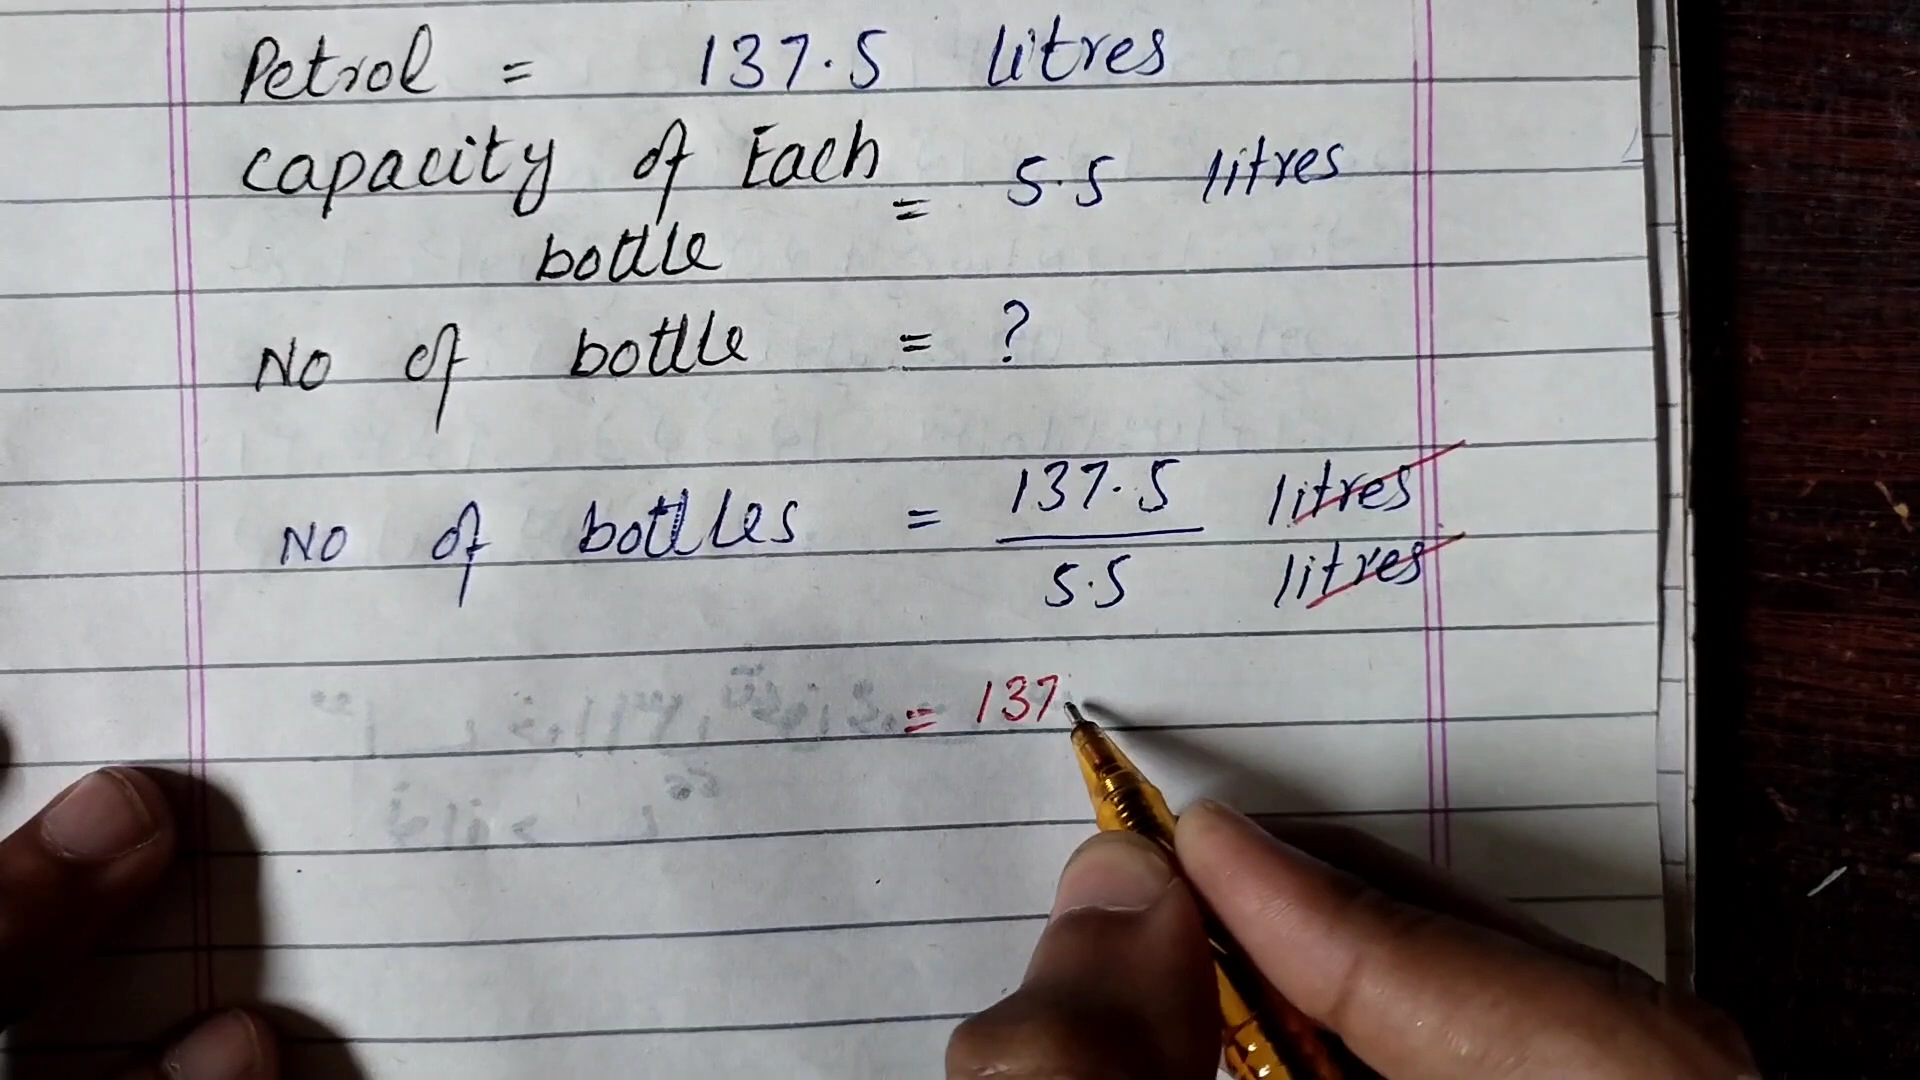 Petrol = 137.5 litres
capacity of Each = 5.5 litres
bottle
No of bottle = ?
No of bottles = 137.5 litres
5.5 litres
= 137